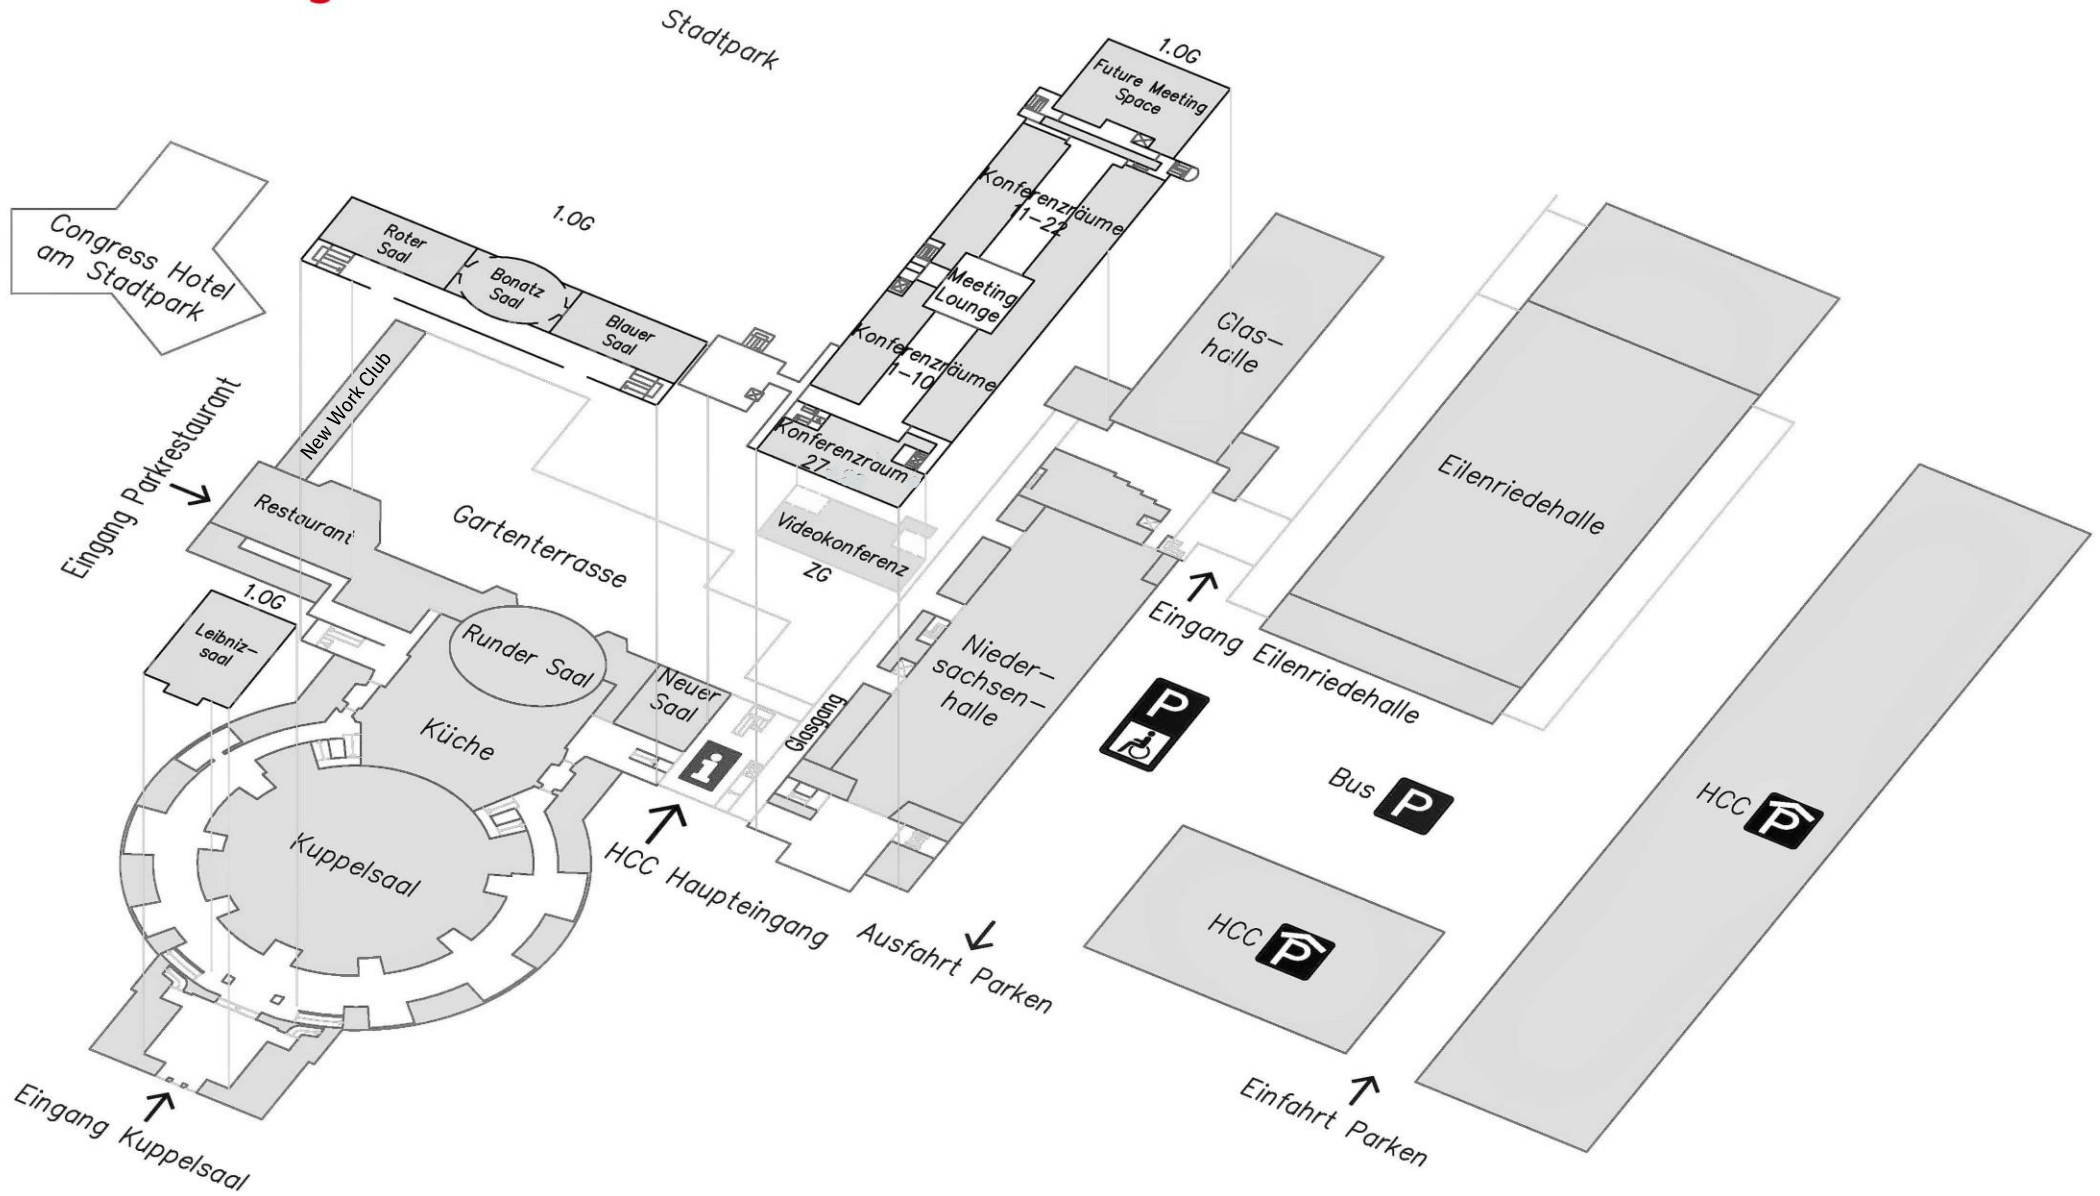 Stadtpark
1.OG
Future Meeting
Space
Konferenzräume
11-22
Meeting
Lounge
Konferenzräume
1-10
Konferenzraum
27
Videokonferenz
ZG
Congress Hotel
am Stadtpark
1.OG
Roter
Saal
Bonatz
Saal
Blauer
Saal
New Work Club
Eingang Parkrestaurant
Restaurant
Gartenterrasse
1.OG
Leibniz-
saal
Runder Saal
Neuer
Saal
Küche
Kuppelsaal
Glasgang
i
HCC Haupteingang
Eingang Kuppelsaal
Glas-
halle
Nieder-
sachsen-
halle
Eilenriedehalle
Eingang Eilenriedehalle
P
Bus P
HCC P
HCC P
Ausfahrt Parken
Einfahrt Parken